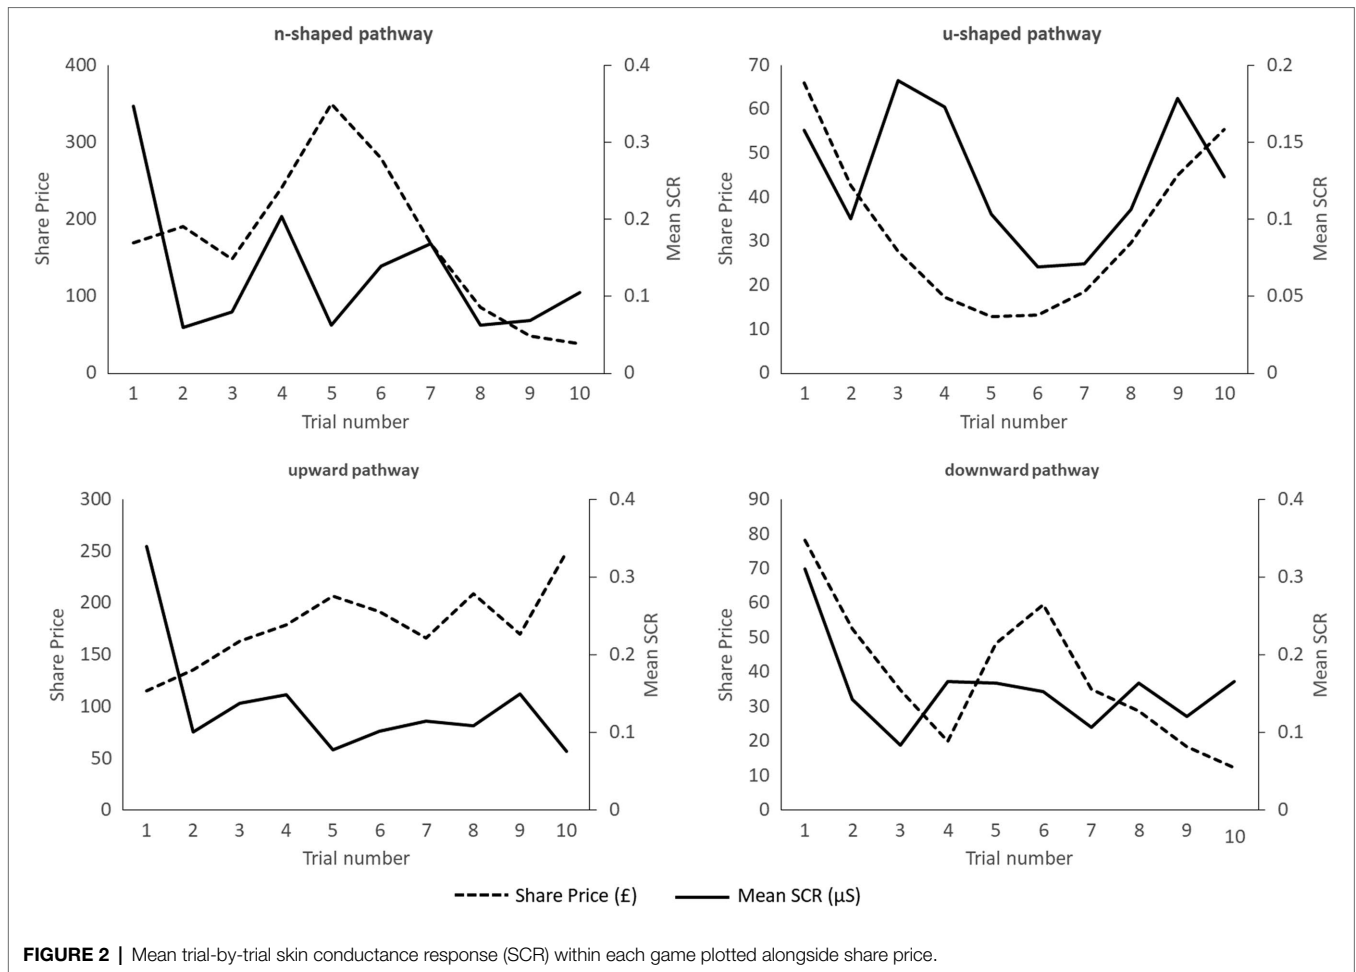 n-shaped pathway
400
300
200
100
0
Share Price
0.4
0.3
0.2
0.1
0
Mean SCR
1 2 3 4 5 6 7 8 9 10
Trial number
u-shaped pathway
70
60
50
40
30
20
10
0
Share Price
0.2
0.15
0.1
0.05
0
Mean SCR
1 2 3 4 5 6 7 8 9 10
Trial number
upward pathway
300
250
200
150
100
50
0
Share Price
0.4
0.3
0.2
0.1
0
Mean SCR
1 2 3 4 5 6 7 8 9 10
Trial number
downward pathway
90
80
70
60
50
40
30
20
10
0
Share Price
0.4
0.3
0.2
0.1
0
Mean SCR
1 2 3 4 5 6 7 8 9 10
Trial number
Share Price (£) Mean SCR (µS)
FIGURE 2 | Mean trial-by-trial skin conductance response (SCR) within each game plotted alongside share price.